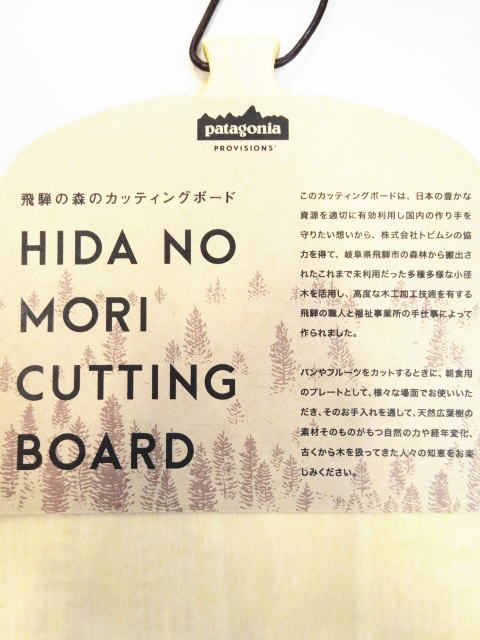 patagonia
PROVISIONS
飛騨の森のカッティングボード
HIDA NO
MORI
CUTTING
BOARD
このカッティングボードは、日本の豊かな
資源を適切に有効利用し国内の作り手を
守りたい想いから、株式会社トビムシの協
力を得て、岐阜県飛騨市の森林から搬出さ
れたこれまで未利用だった多種多様な小径
木を活用し、高度な木工加工技術を有する
飛騨の職人と福祉事業所の手仕事によって
作られました。
パンやフルーツをカットするときに、朝食用
のプレートとして、様々な場面でお使いいた
だき、そのお手入れを通して、天然広葉樹の
素材そのものがもつ自然の力や経年変化、
古くから木を扱ってきた人々の知恵をお楽
しみください。